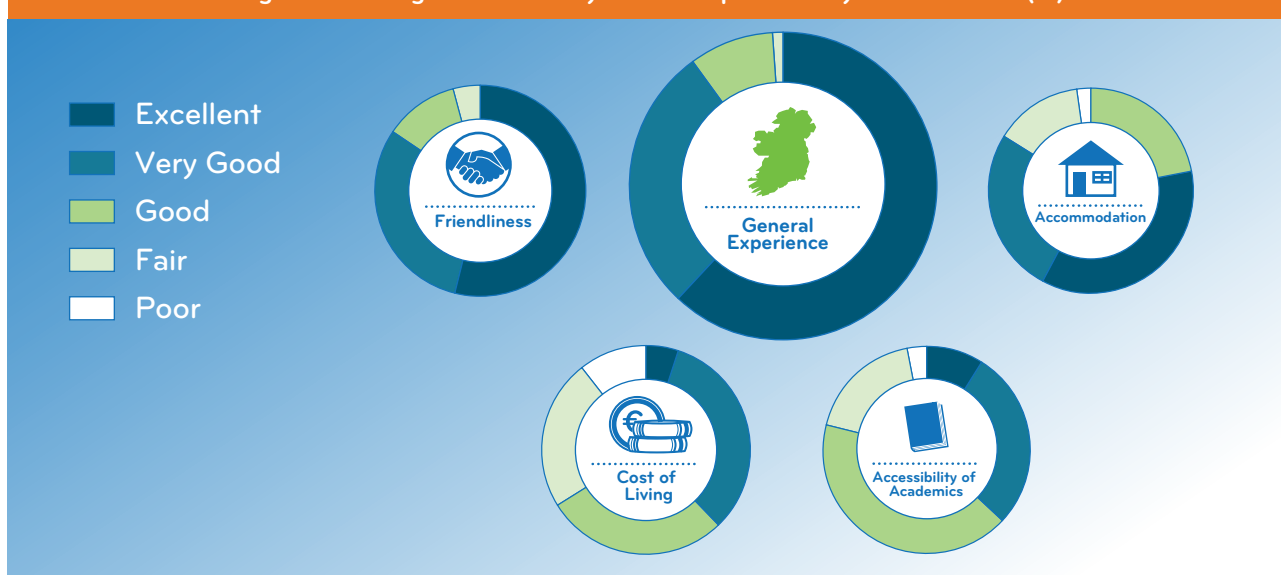 Excellent
Very Good
Good
Fair
Poor
Friendliness
General
Experience
Accommodation
€
Cost of
Living
Accessibility of
Academics